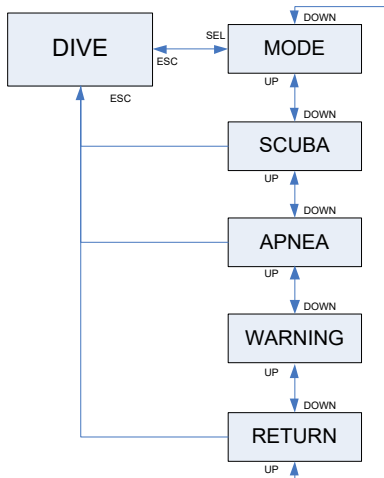 DOWN
DIVE
SEL
MODE
ESC
UP
ESC
DOWN
SCUBA
UP
DOWN
APNEA
UP
DOWN
WARNING
UP
DOWN
RETURN
UP